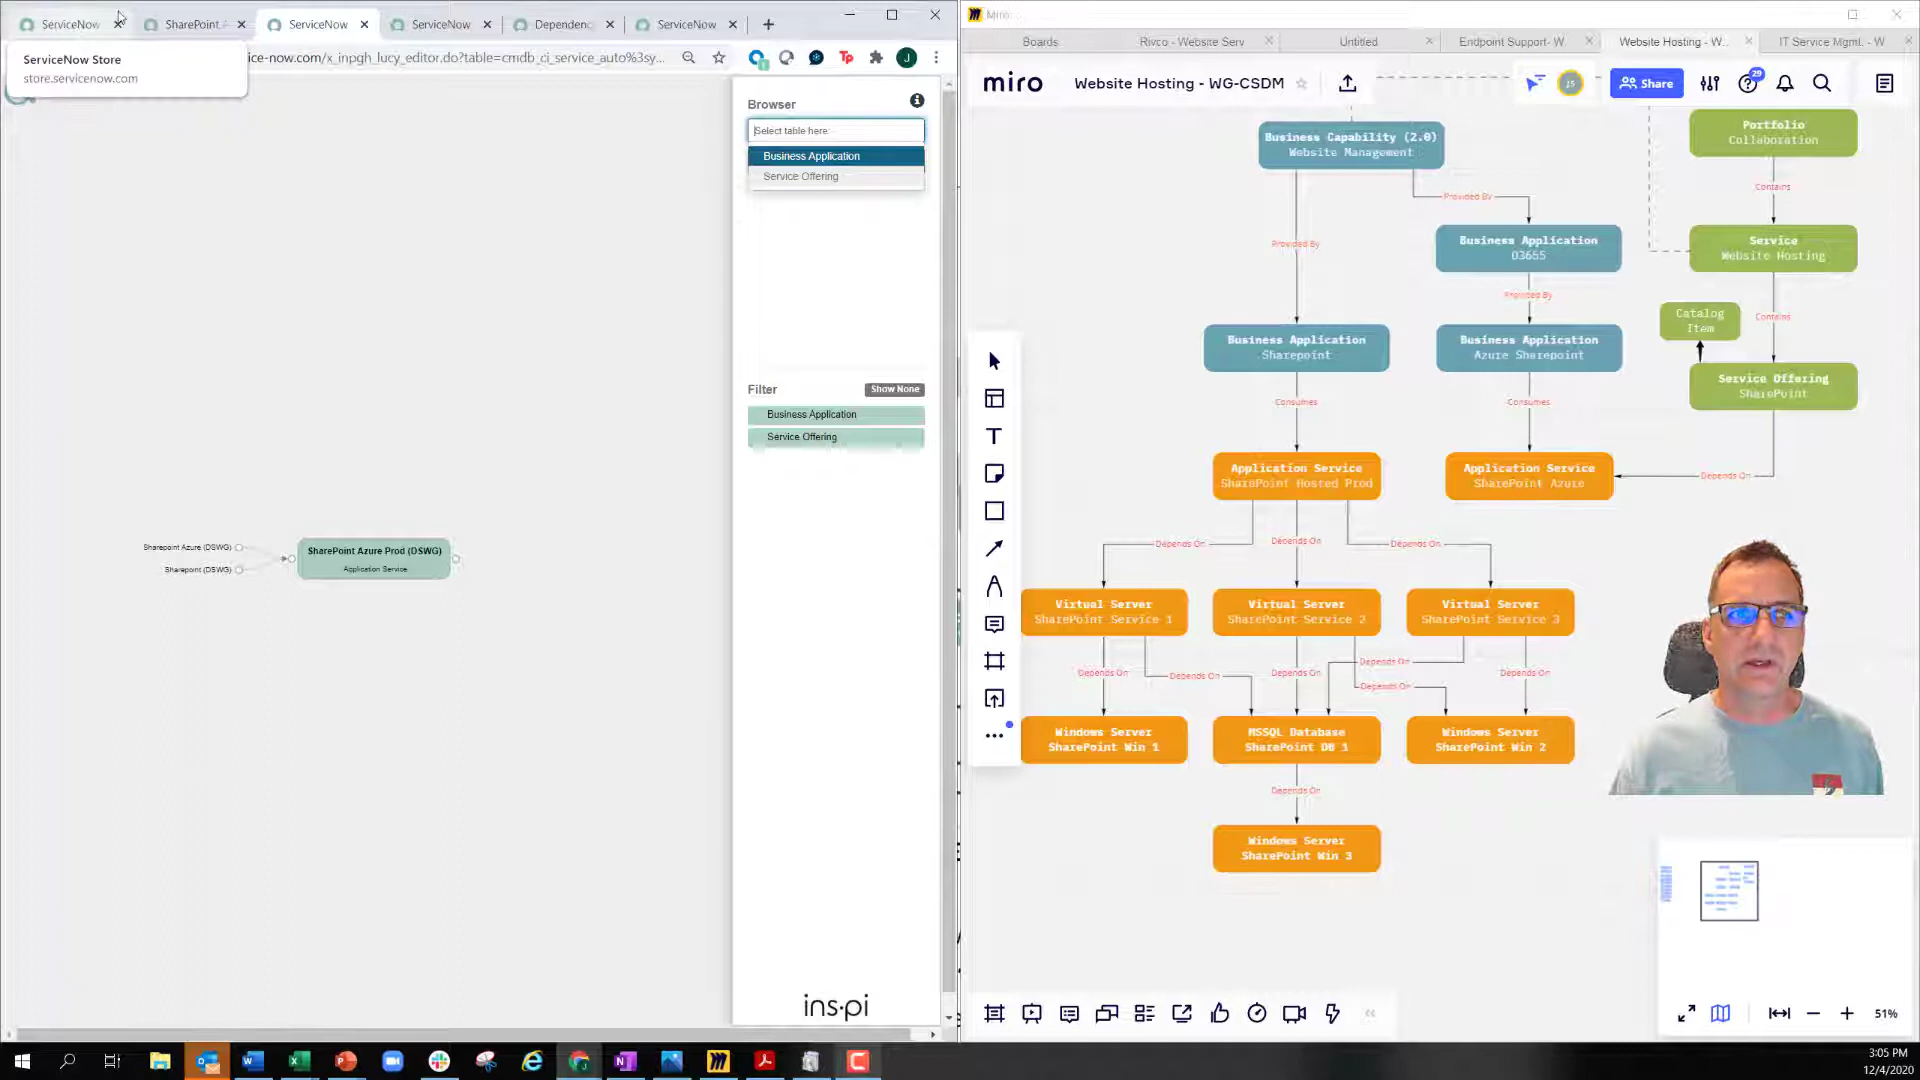 ServiceNow
SharePoint
ServiceNow
ServiceNow
Dependenc
ServiceNow
ServiceNow Store
store.servicenow.com
ice-now.com/x_inpgh_lucy_editor.do?table=cmdb_ci_service_auto%3sy...
Tp
J
Browser
Select table here:
Business Application
Service Offering
Filter
Show None
Business Application
Service Offering
Sharepoint Azure (DSWG)
Sharepoint (DSWG)
SharePoint Azure Prod (DSWG)
Application Service
ins·pi
Miro
Boards
Rivco - Website Serv
Untitled
Endpoint Support- W
Website Hosting - W...
IT Service Mgmt. - W
miro
Website Hosting - WG-CSDM
JS
Share
29
Business Capability (2.0)
Website Management
Provided By
Provided By
Business Application
O3655
Provided By
Business Application
Sharepoint
Business Application
Azure Sharepoint
Consumes
Consumes
Portfolio
Collaboration
Contains
Service
Website Hosting
Catalog
Item
Contains
Service Offering
SharePoint
Depends On
Application Service
SharePoint Hosted Prod
Application Service
SharePoint Azure
Depends On
Depends On
Depends On
Virtual Server
SharePoint Service 1
Virtual Server
SharePoint Service 2
Virtual Server
SharePoint Service 3
Depends On
Depends On
Depends On
Depends On
Depends On
Depends On
Windows Server
SharePoint Win 1
MSSQL Database
SharePoint DB 1
Windows Server
SharePoint Win 2
Depends On
Windows Server
SharePoint Win 3
51%
3:05 PM
12/4/2020